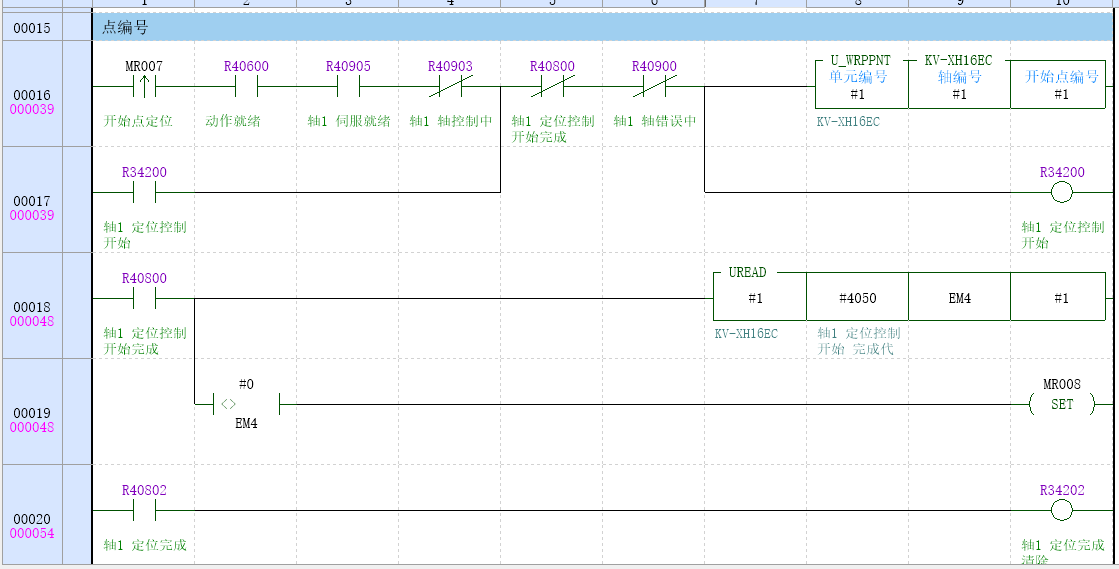 1 2 3 4 5 6 7 8 9 10
00015 点编号
MR007 R40600 R40905 R40903 R40800 R40900 U_WRPPNT KV-XH16EC
单元编号 轴编号 开始点编号
00016 #1 #1 #1
000039
开始点定位 动作就绪 轴1 伺服就绪 轴1 轴控制中 轴1 定位控制 轴1 轴错误中 KV-XH16EC
开始完成
R34200 R34200
00017
000039
轴1 定位控制 轴1 定位控制
开始 开始
R40800 UREAD
#1 #4050 EM4 #1
00018
000048
轴1 定位控制 KV-XH16EC 轴1 定位控制
开始完成 开始 完成代
#0 MR008
<> SET
00019 EM4
000048
R40802 R34202
00020
000054
轴1 定位完成 轴1 定位完成
清除